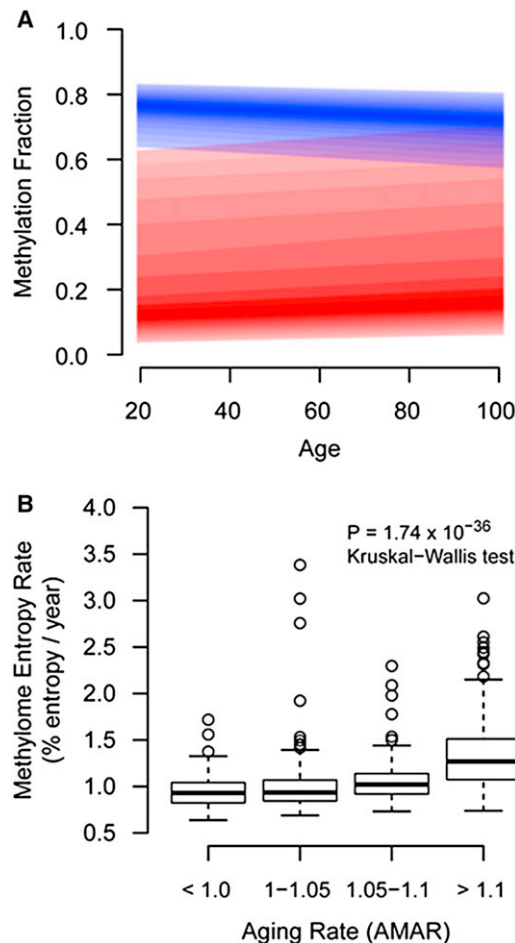 A
1.0
0.8
0.6
0.4
0.2
0.0
Methylation Fraction
20 40 60 80 100
Age
B
4.0
3.5
3.0
2.5
2.0
1.5
1.0
0.5
Methylome Entropy Rate
(% entropy / year)
P = 1.74 x 10⁻³⁶
Kruskal−Wallis test
< 1.0 1−1.05 1.05−1.1 > 1.1
Aging Rate (AMAR)